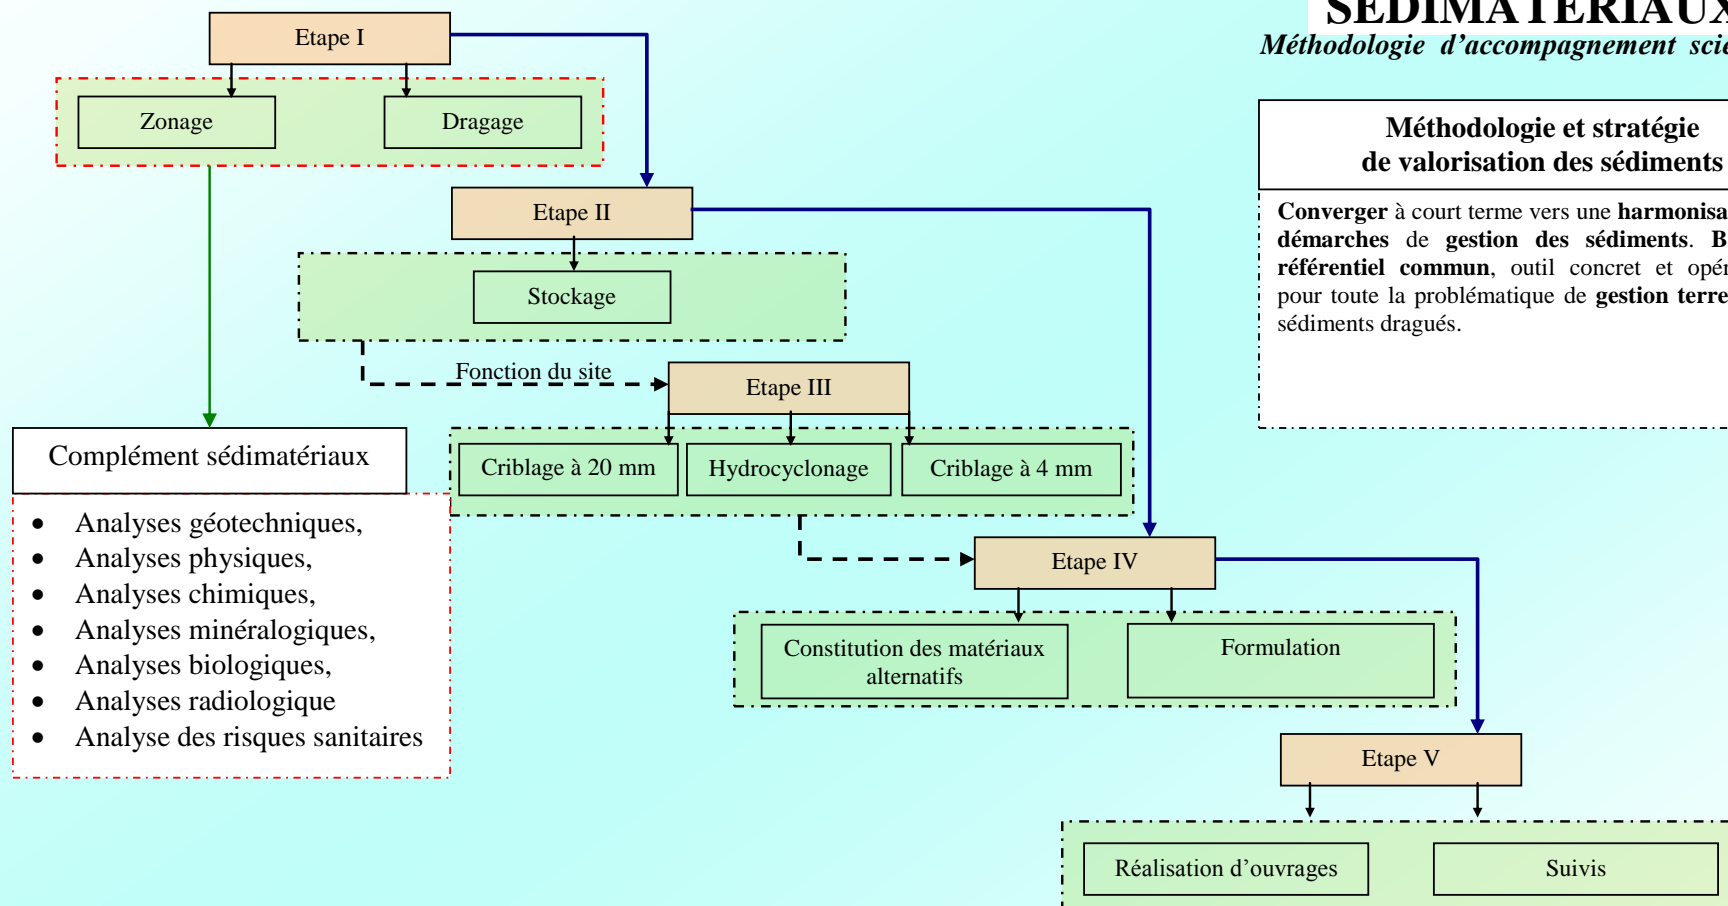 SEDIMATERIAUX
Méthodologie d’accompagnement
Etape I
Zonage
Dragage
Méthodologie et stratégie
de valorisation des sédiments
Etape II
Converger à court terme vers une
démarches de gestion des sédiments.
référentiel commun, outil concret et
pour toute la problématique de gestion
sédiments dragués.
Stockage
Fonction du site
Etape III
Complément sédimatériaux
Criblage à 20 mm
Hydrocyclonage
Criblage à 4 mm
• Analyses géotechniques,
• Analyses physiques,
• Analyses chimiques,
• Analyses minéralogiques,
• Analyses biologiques,
• Analyses radiologique
• Analyse des risques sanitaires
Etape IV
Constitution des matériaux
alternatifs
Formulation
Etape V
Réalisation d’ouvrages
Suivis